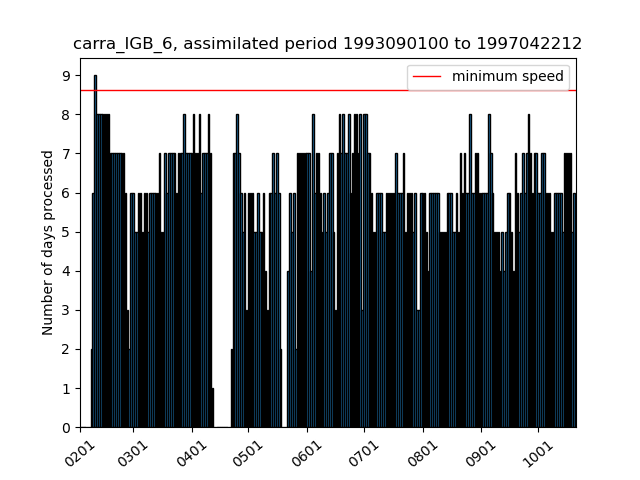 carra_IGB_6, assimilated period 1993090100 to 1997042212
minimum speed
Number of days processed
9
8
7
6
5
4
3
2
1
0
0201 0301 0401 0501 0601 0701 0801 0901 1001